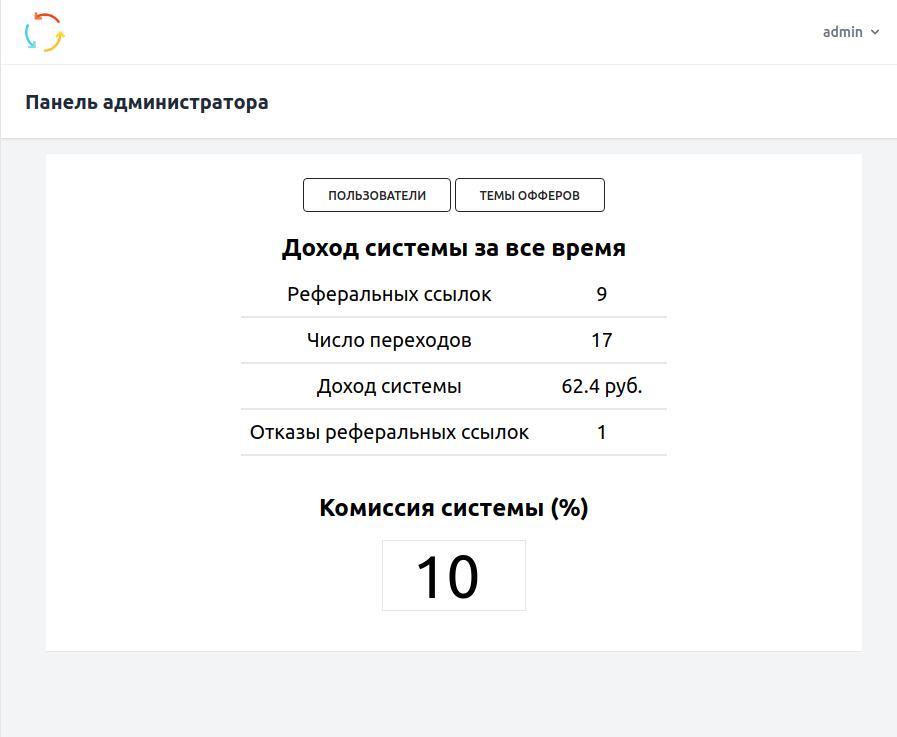 admin
Панель администратора
ПОЛЬЗОВАТЕЛИ ТЕМЫ ОФФЕРОВ
Доход системы за все время
Реферальных ссылок 9
Число переходов 17
Доход системы 62.4 руб.
Отказы реферальных ссылок 1
Комиссия системы (%)
10